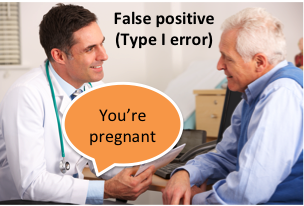 False positive
(Type I error)
You’re
pregnant